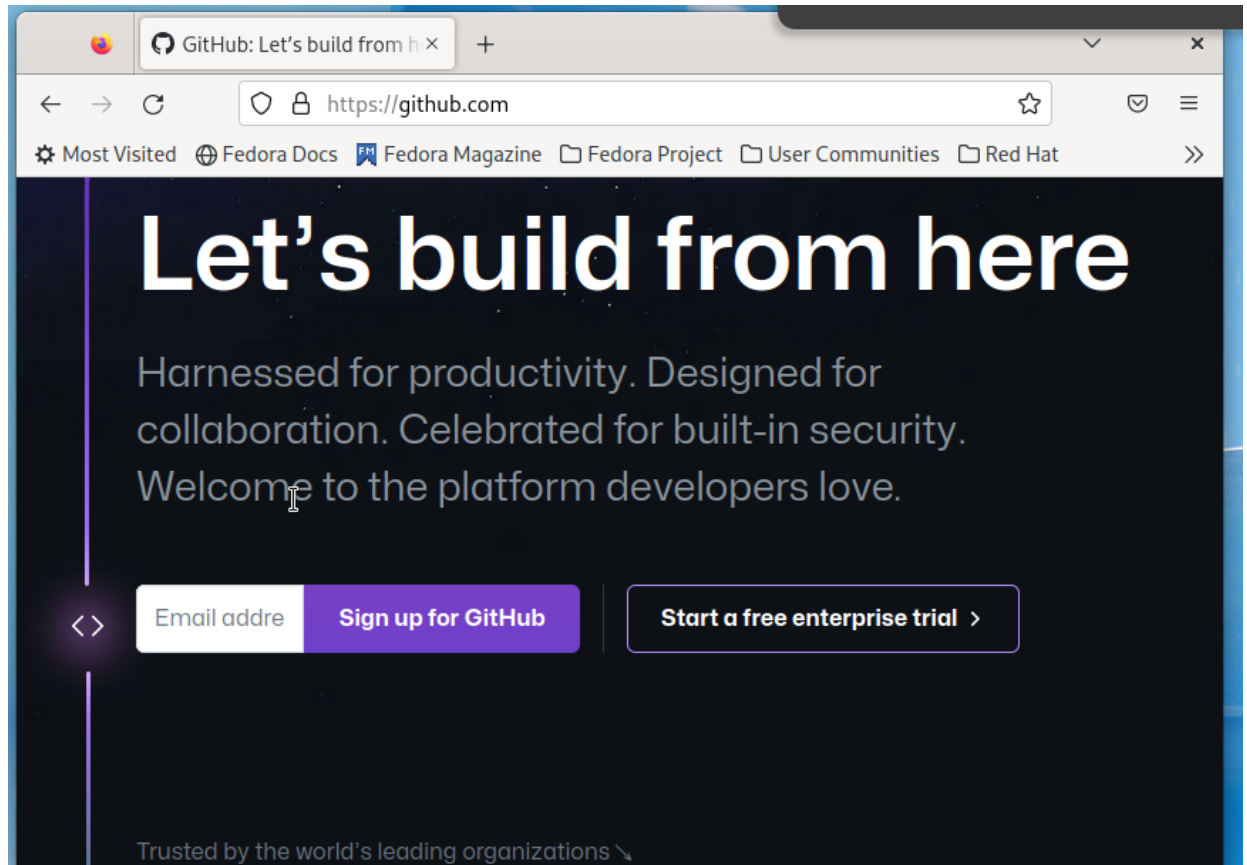 GitHub: Let's build from h
https://github.com
Most Visited Fedora Docs FM Fedora Magazine Fedora Project User Communities Red Hat
Let's build from here
Harnessed for productivity. Designed for
collaboration. Celebrated for built-in security.
Welcome to the platform developers love.
Email addre Sign up for GitHub Start a free enterprise trial
Trusted by the world's leading organizations